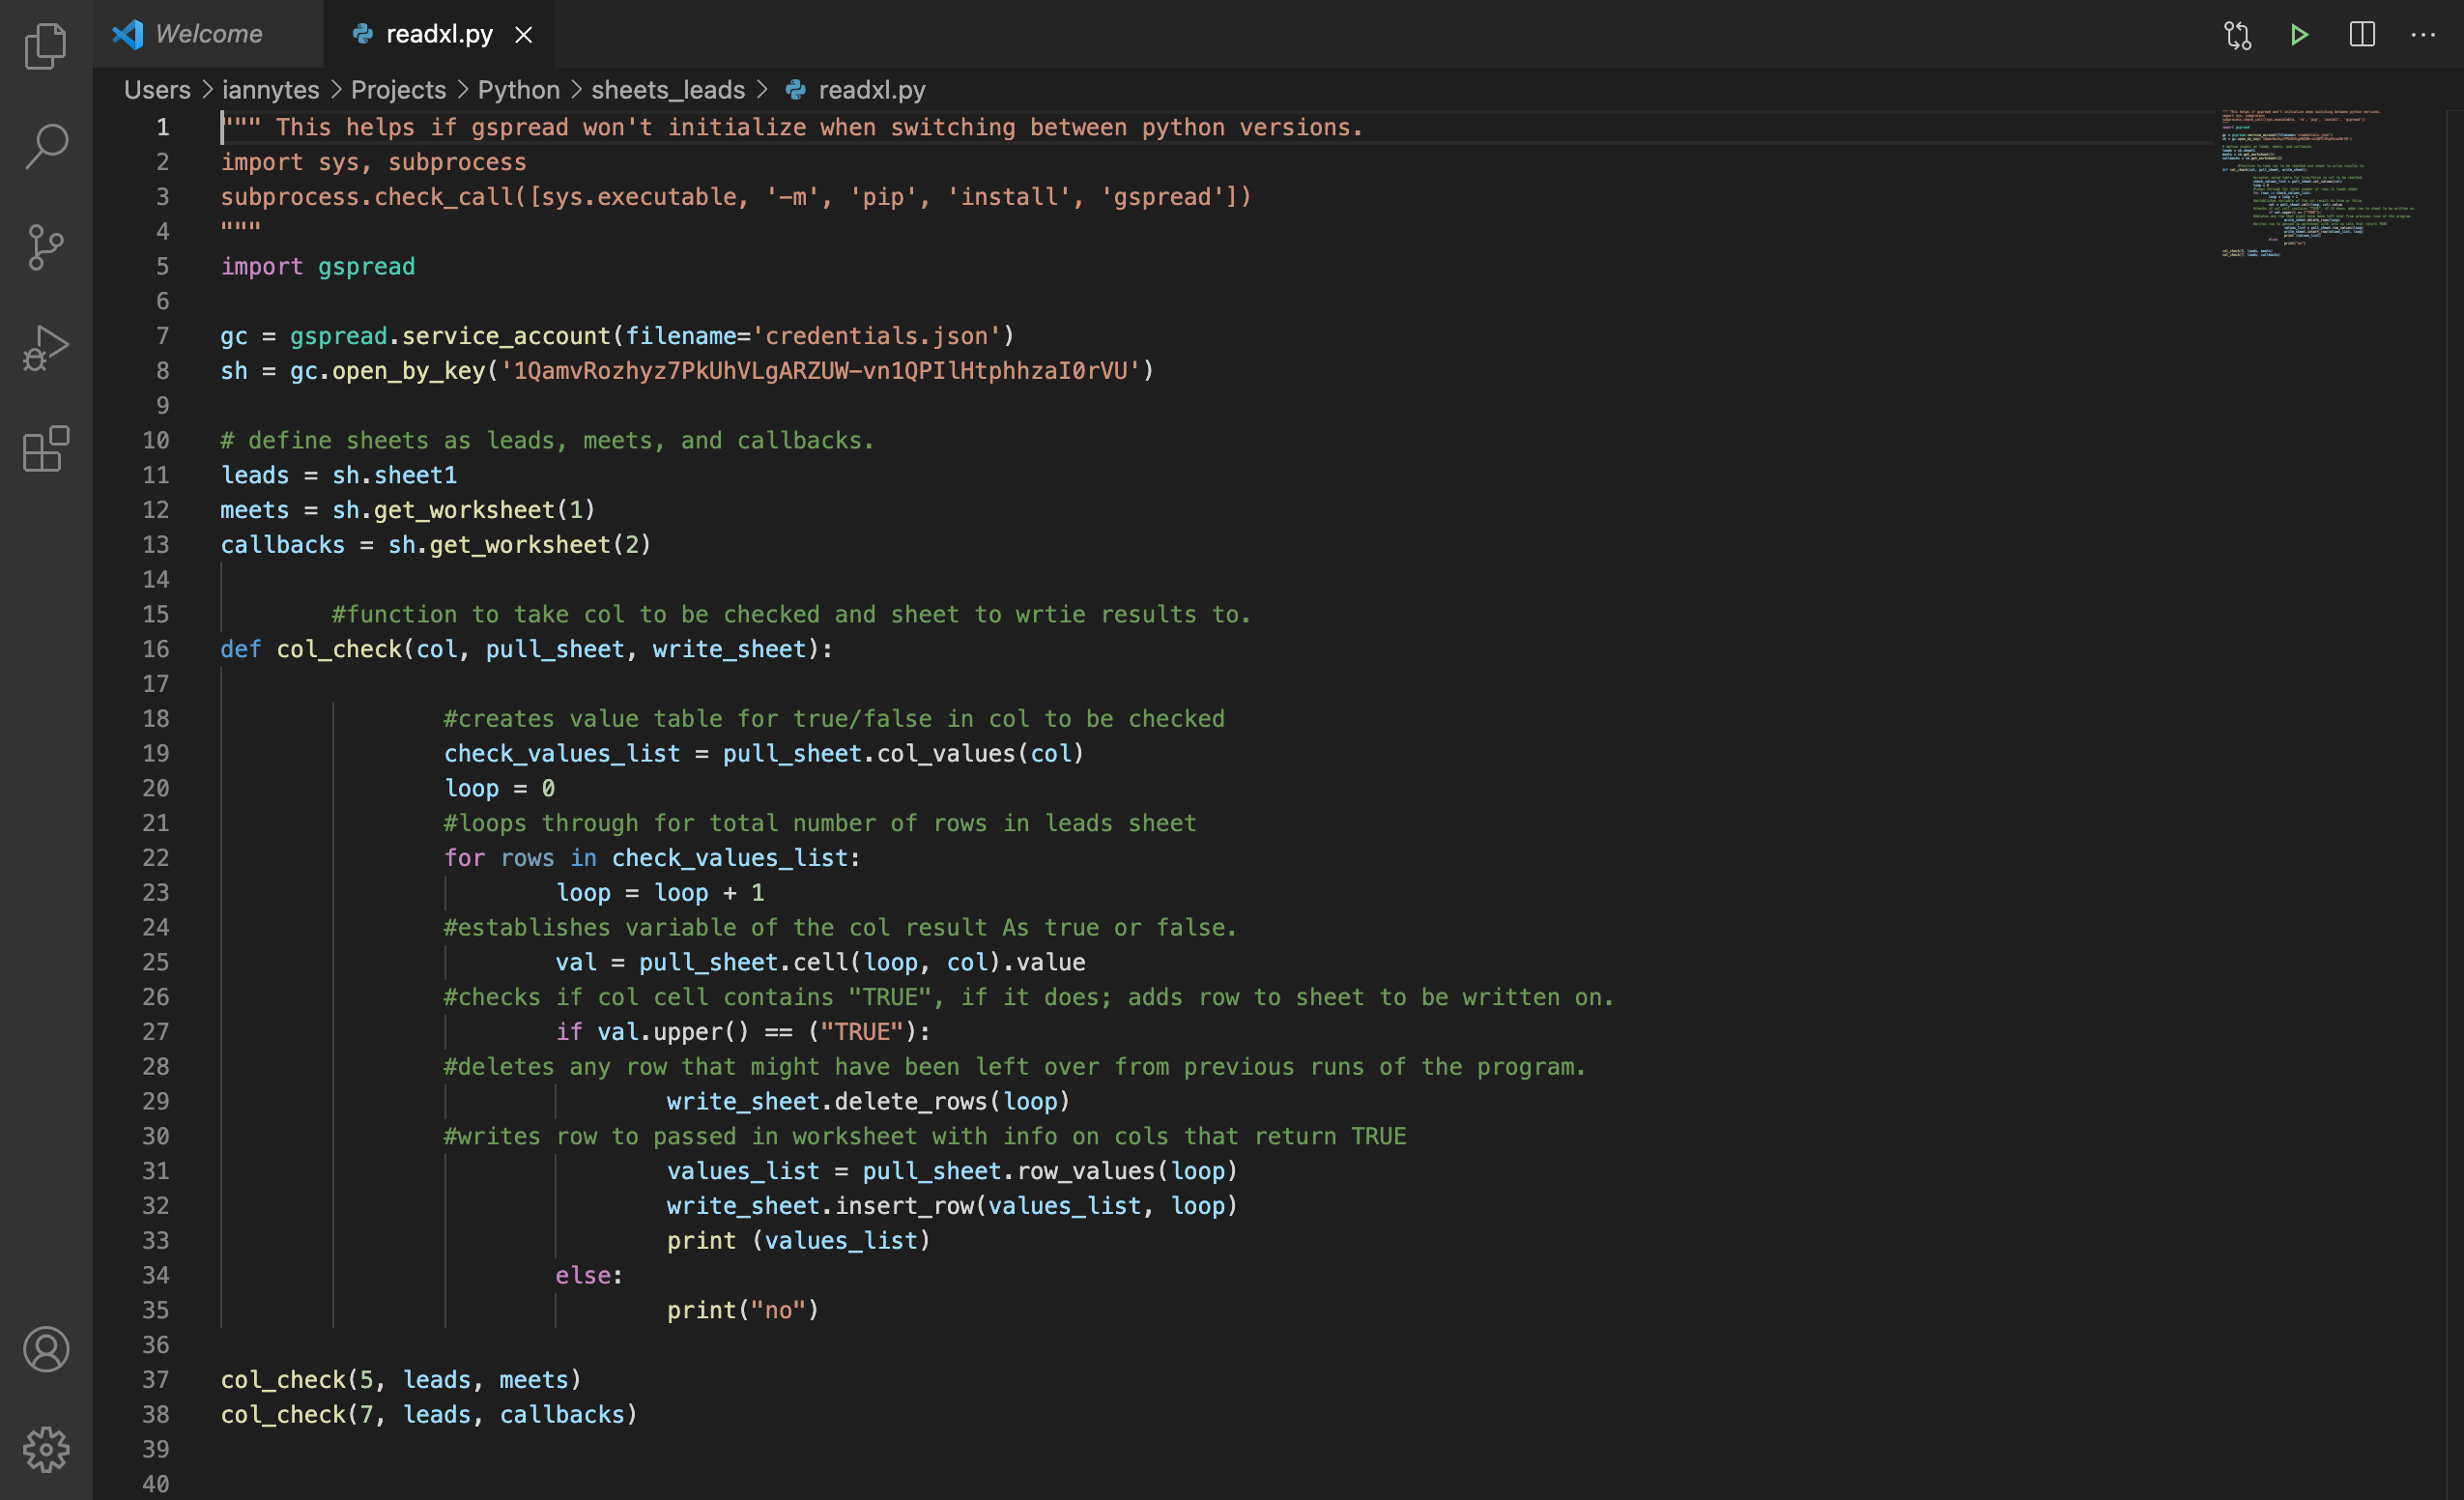 Welcome
readxl.py
Users > iannytes > Projects > Python > sheets_leads > readxl.py
1 """ This helps if gspread won't initialize when switching between python versions.
2 import sys, subprocess
3 subprocess.check_call([sys.executable, '-m', 'pip', 'install', 'gspread'])
4 """
5 import gspread
6
7 gc = gspread.service_account(filename='credentials.json')
8 sh = gc.open_by_key('1QamvRozhyz7PkUhVLgARZUW-vn1QPIlHtphhzaI0rVU')
9
10 # define sheets as leads, meets, and callbacks.
11 leads = sh.sheet1
12 meets = sh.get_worksheet(1)
13 callbacks = sh.get_worksheet(2)
14
15 #function to take col to be checked and sheet to wrtie results to.
16 def col_check(col, pull_sheet, write_sheet):
17
18 #creates value table for true/false in col to be checked
19 check_values_list = pull_sheet.col_values(col)
20 loop = 0
21 #loops through for total number of rows in leads sheet
22 for rows in check_values_list:
23 loop = loop + 1
24 #establishes variable of the col result As true or false.
25 val = pull_sheet.cell(loop, col).value
26 #checks if col cell contains "TRUE", if it does; adds row to sheet to be written on.
27 if val.upper() == ("TRUE"):
28 #deletes any row that might have been left over from previous runs of the program.
29 write_sheet.delete_rows(loop)
30 #writes row to passed in worksheet with info on cols that return TRUE
31 values_list = pull_sheet.row_values(loop)
32 write_sheet.insert_row(values_list, loop)
33 print (values_list)
34 else:
35 print("no")
36
37 col_check(5, leads, meets)
38 col_check(7, leads, callbacks)
39
40